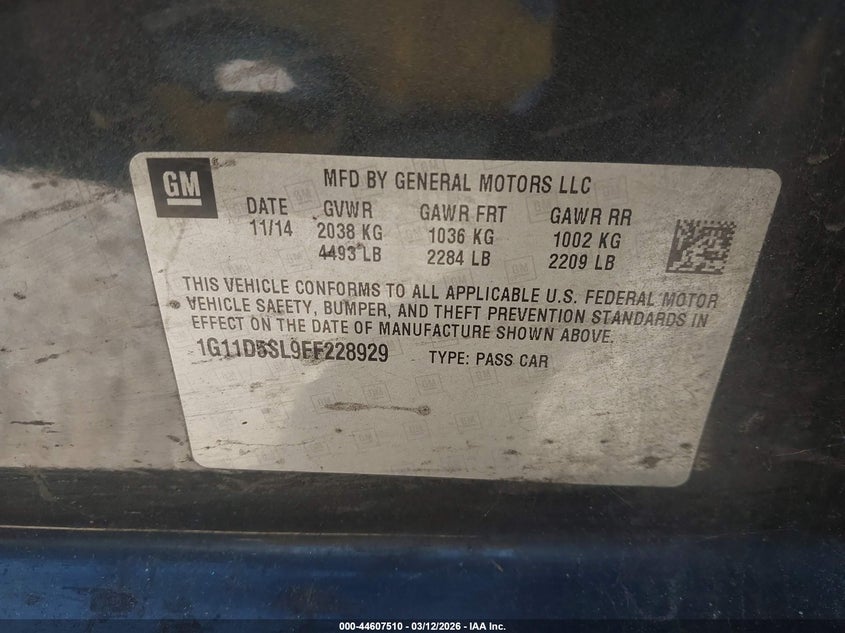 GM
MFD BY GENERAL MOTORS LLC
DATE GVWR GAWR FRT GAWR RR
11/14 2038 KG 1036 KG 1002 KG
4493 LB 2284 LB 2209 LB
THIS VEHICLE CONFORMS TO ALL APPLICABLE U.S. FEDERAL MOTOR
VEHICLE SAFETY, BUMPER, AND THEFT PREVENTION STANDARDS IN
EFFECT ON THE DATE OF MANUFACTURE SHOWN ABOVE.
1G11D5SL9FF228929 TYPE: PASS CAR
000-44607510 - 03/12/2026 - IAA Inc.